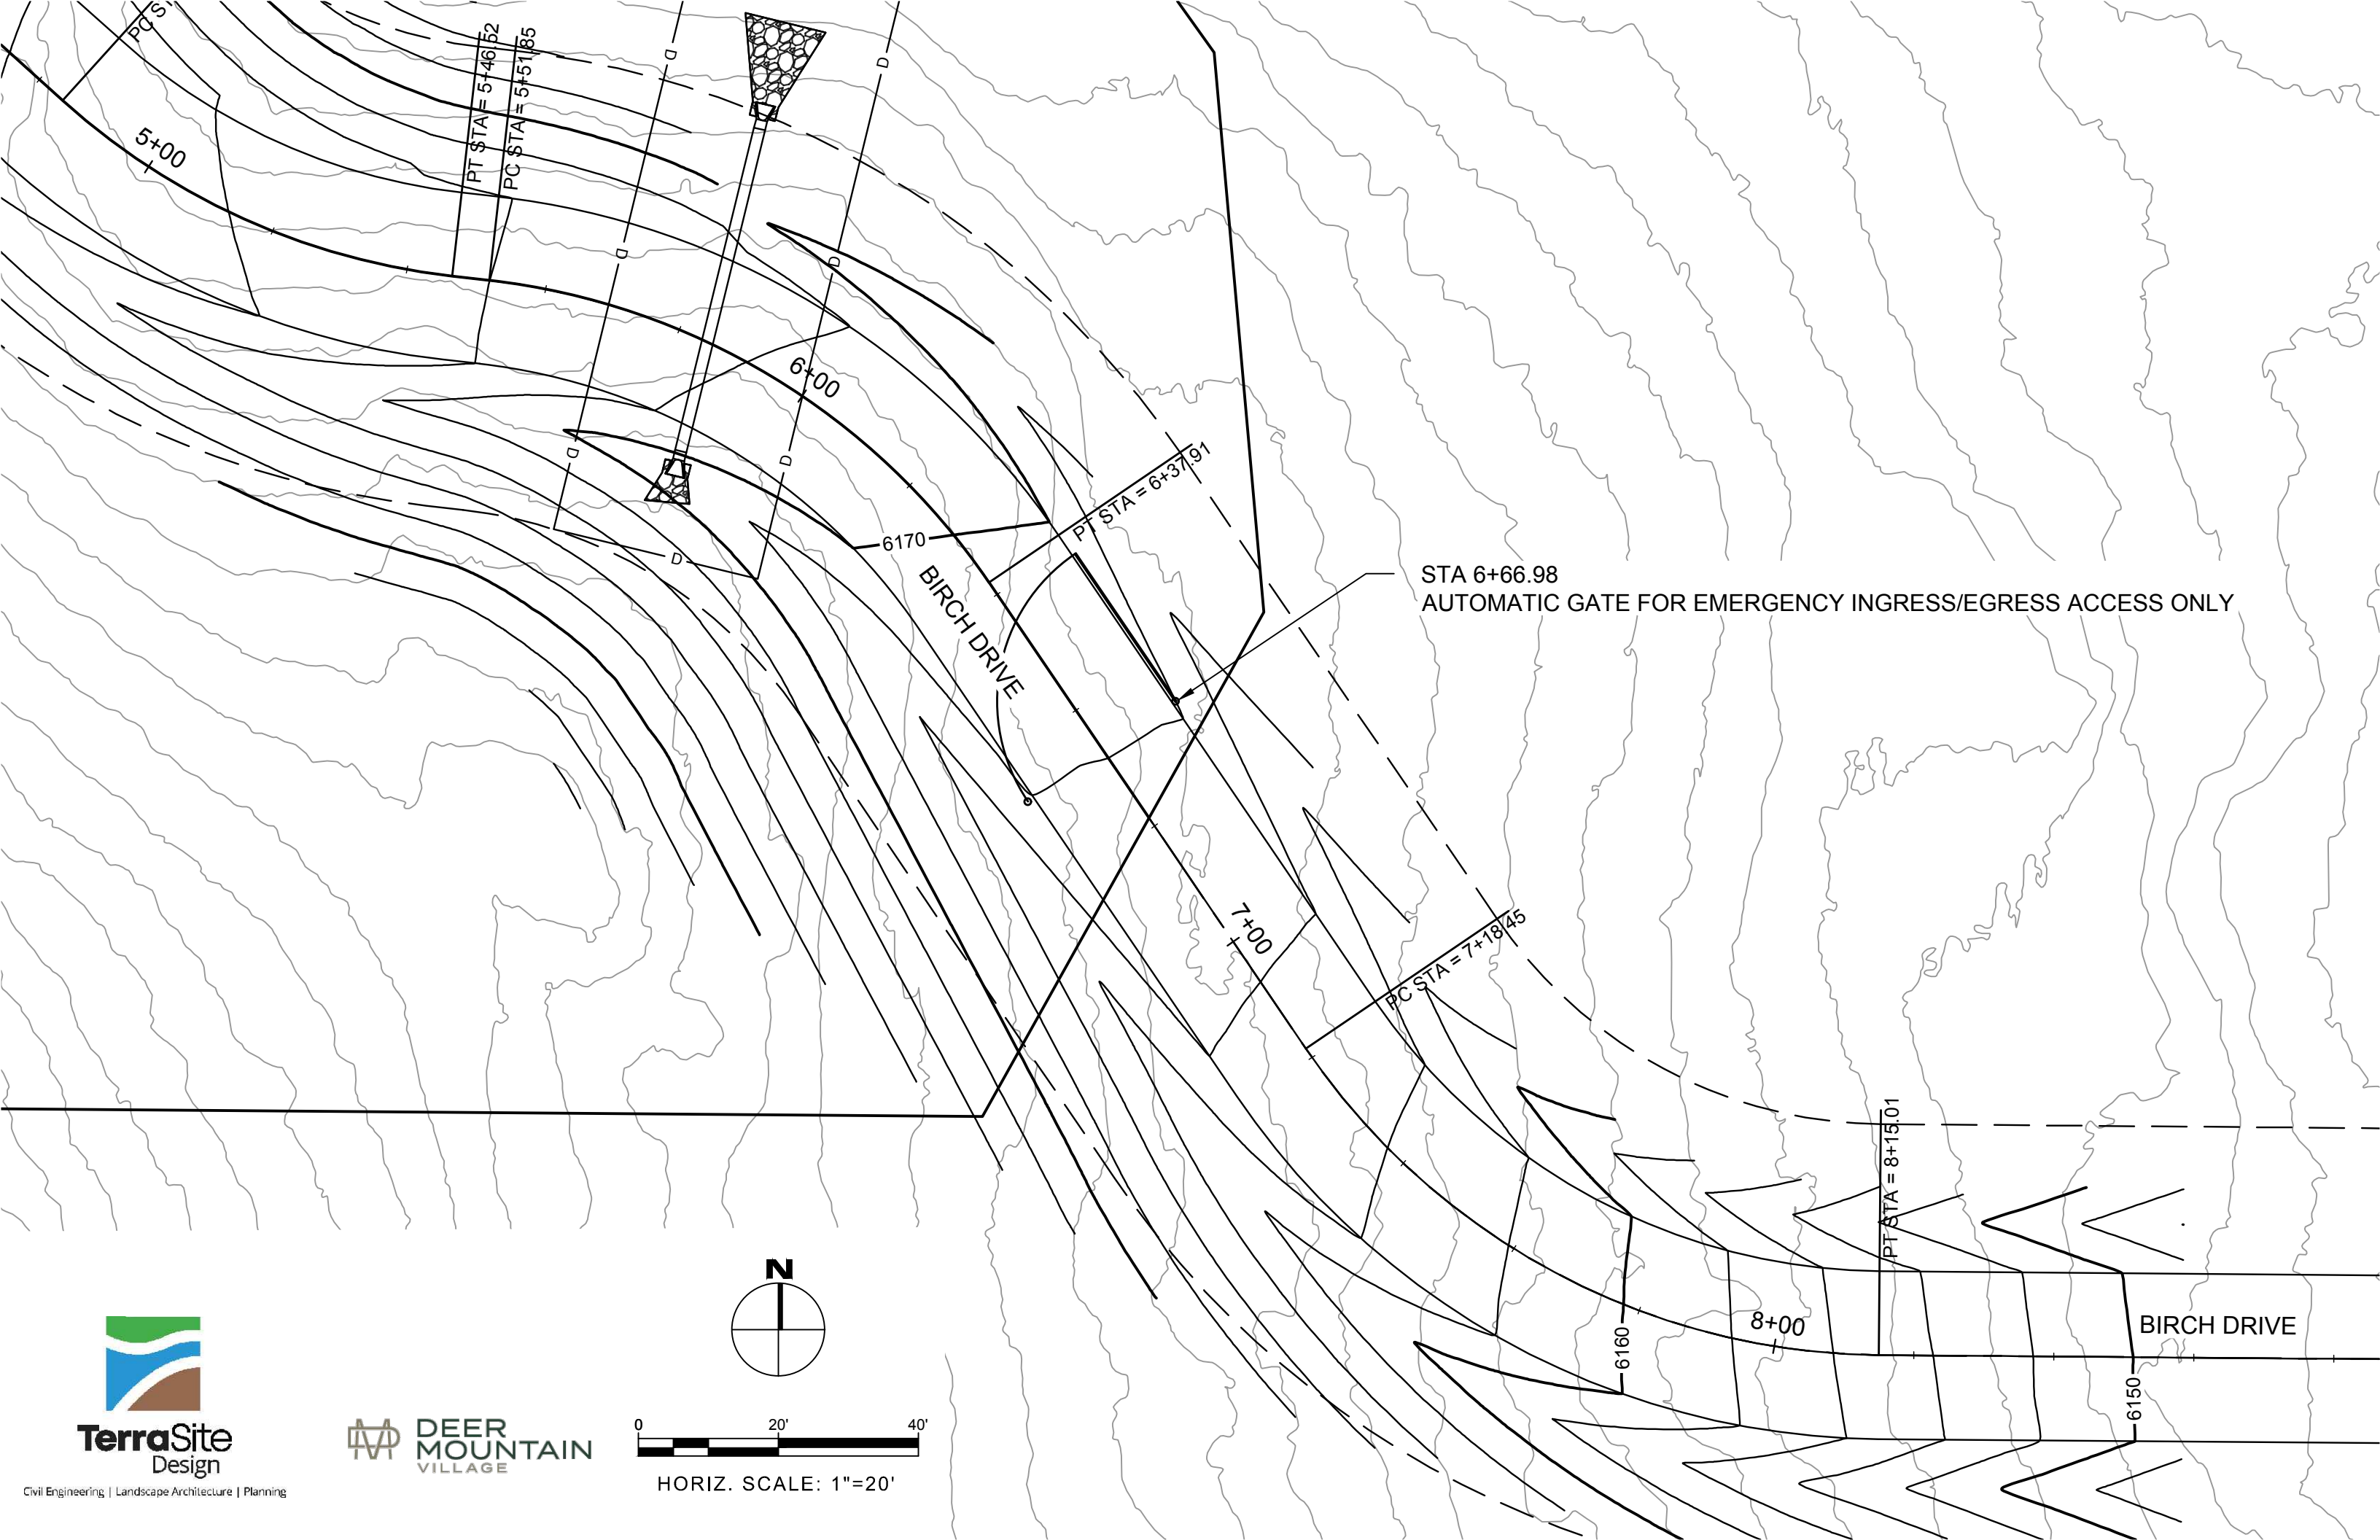 PC S
PT STA = 5+46.52
PC STA = 5+51.85
D
D
5+00
D
D
6+00
D
D
PT STA = 6+37.91
6170
D
STA 6+66.98
AUTOMATIC GATE FOR EMERGENCY INGRESS/EGRESS ACCESS ONLY
BIRCH DRIVE
7+00
PC STA = 7+18.45
PT STA = 8+15.01
N
8+00
BIRCH DRIVE
6160
6150
TerraSite
Design
Civil Engineering | Landscape Architecture | Planning
DEER
MOUNTAIN
VILLAGE
0 20' 40'
HORIZ. SCALE: 1"=20'